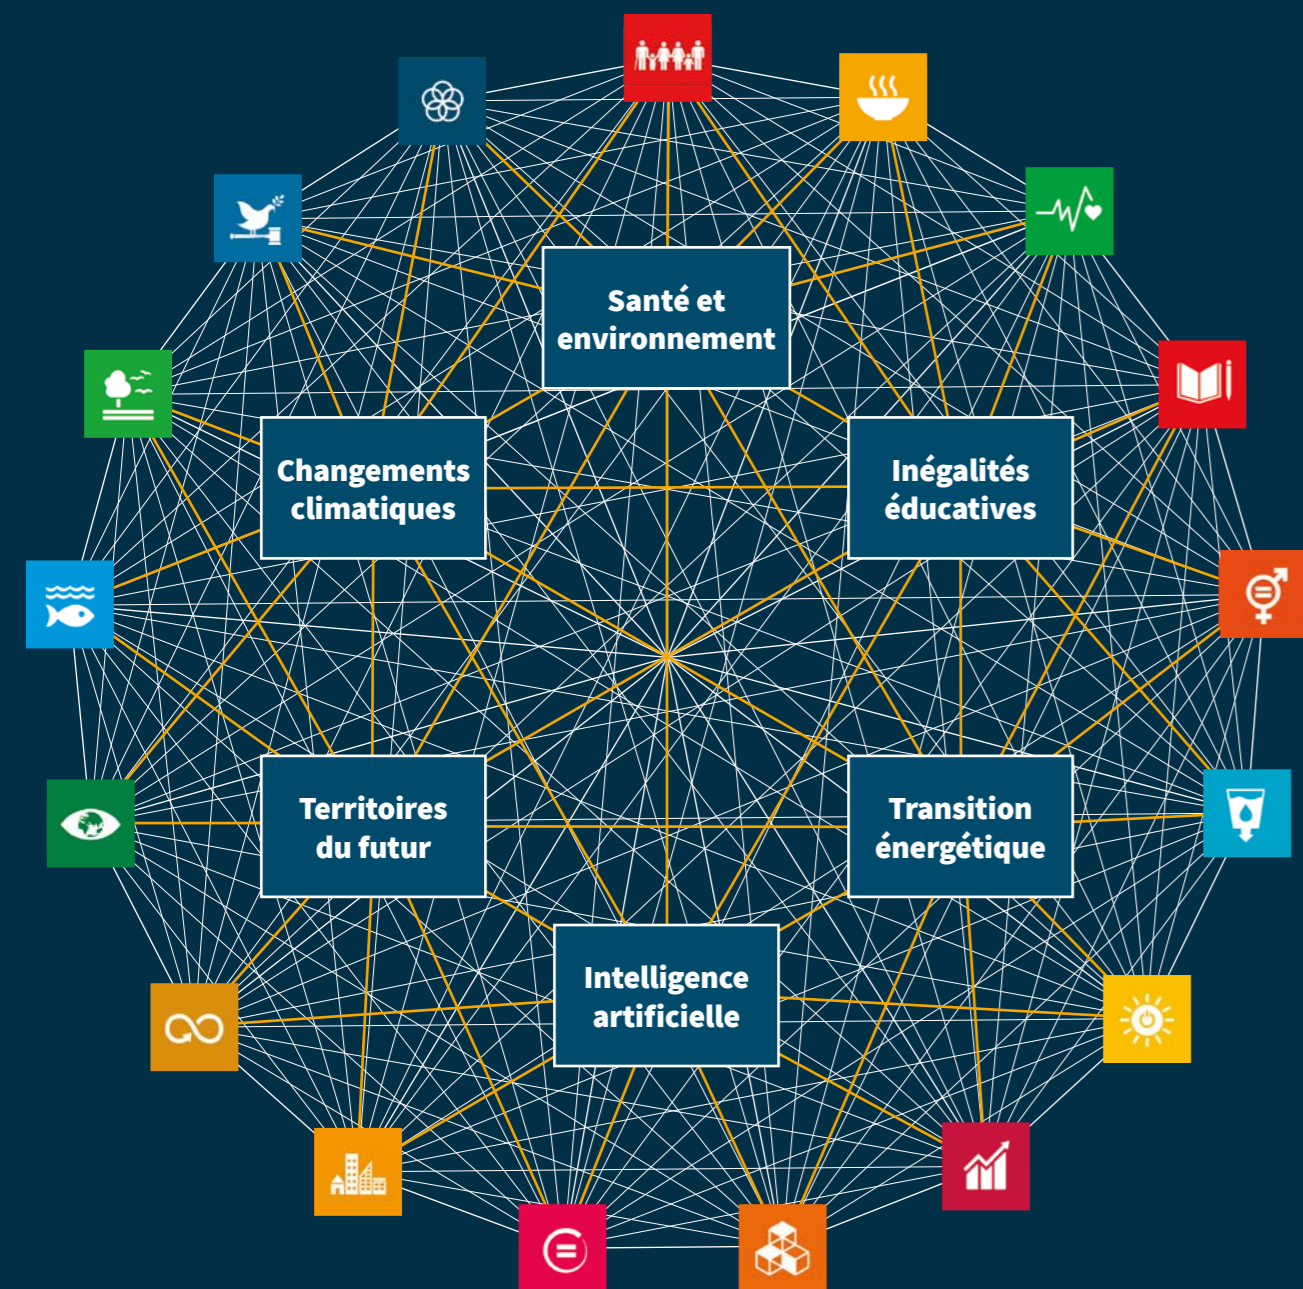 Santé et
environnement
Changements
climatiques
Inégalités
éducatives
Territoires
du futur
Transition
énergétique
Intelligence
artificielle